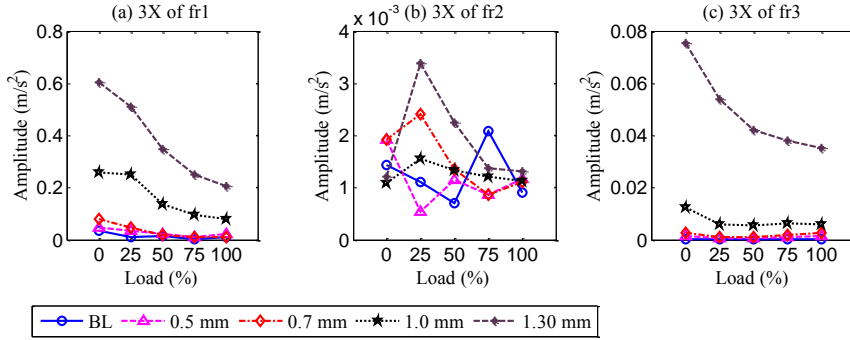 (a) 3X of fr1
Amplitude (m/s²)
0.8
0.6
0.4
0.2
0
0 25 50 75 100
Load (%)
(b) 3X of fr2
x 10⁻³
Amplitude (m/s²)
4
3
2
1
0
0 25 50 75 100
Load (%)
(c) 3X of fr3
Amplitude (m/s²)
0.08
0.06
0.04
0.02
0
0 25 50 75 100
Load (%)
BL 0.5 mm 0.7 mm 1.0 mm 1.30 mm